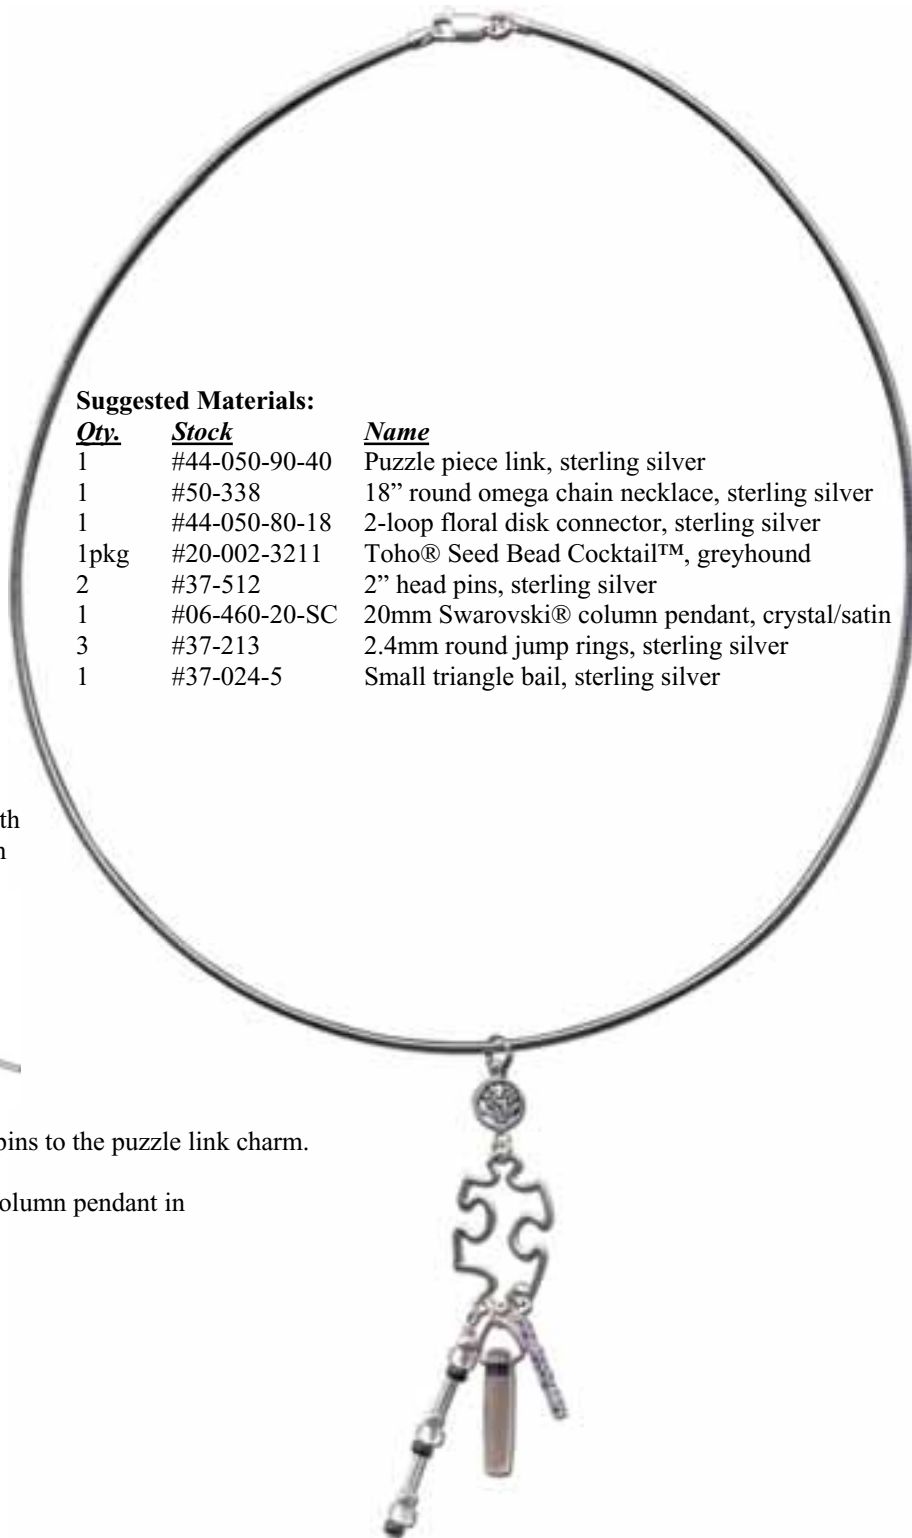 Suggested Materials:
Qty. Stock Name
1 #44-050-90-40 Puzzle piece link, sterling silver
1 #50-338 18” round omega chain necklace, sterling silver
1 #44-050-80-18 2-loop floral disk connector, sterling silver
1pkg #20-002-3211 Toho® Seed Bead Cocktail™, greyhound
2 #37-512 2” head pins, sterling silver
1 #06-460-20-SC 20mm Swarovski® column pendant, crystal/satin
3 #37-213 2.4mm round jump rings, sterling silver
1 #37-024-5 Small triangle bail, sterling silver
th
pins to the puzzle link charm.
olumn pendant in